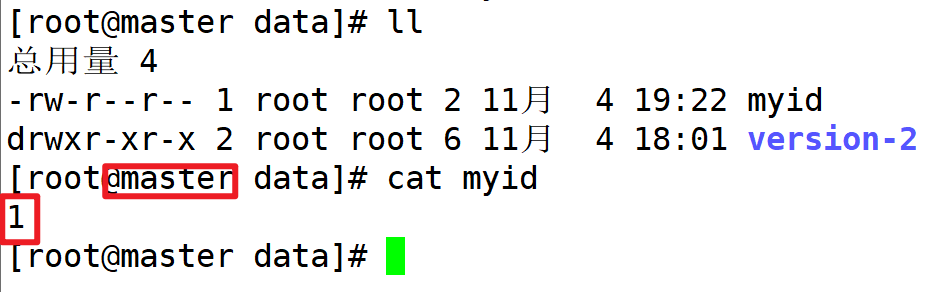 [root@master data]# ll
总用量 4
-rw-r--r-- 1 root root 2 11月  4 19:22 myid
drwxr-xr-x 2 root root 6 11月  4 18:01 version-2
[root@master data]# cat myid
1
[root@master data]#